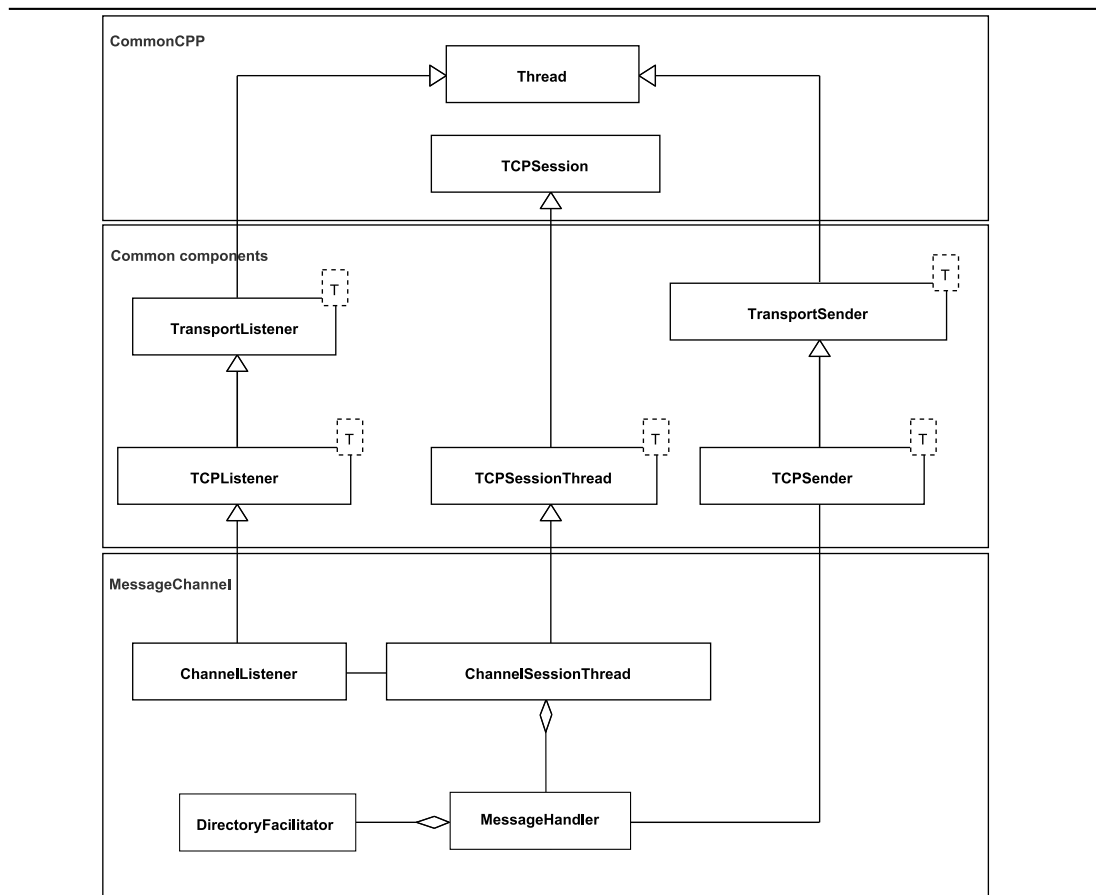 CommonCPP
Thread
TCPSession
Common components
T
TransportListener
T
TransportSender
T
TCPListener
T
TCPSessionThread
T
TCPSender
MessageChannel
ChannelListener
ChannelSessionThread
DirectoryFacilitator
MessageHandler